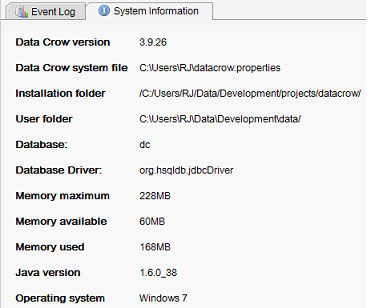 Event Log System Information
Data Crow version 3.9.26
Data Crow system file C:\Users\RJ\datacrow.properties
Installation folder /C:/Users/RJ/Data/Development/projects/datacrow/
User folder C:\Users\RJ\Data\Development\data/
Database: dc
Database Driver: org.hsqldb.jdbcDriver
Memory maximum 228MB
Memory available 60MB
Memory used 168MB
Java version 1.6.0_38
Operating system Windows 7